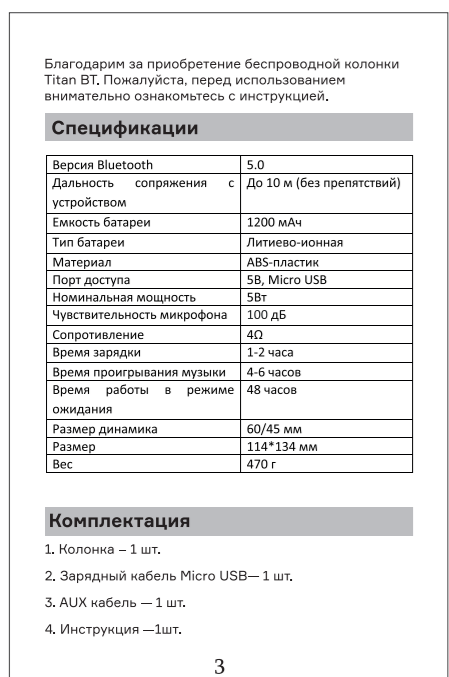 Благодарим за приобретение беспроводной колонки
Titan BT. Пожалуйста, перед использованием
внимательно ознакомьтесь с инструкцией.
Спецификации
Версия Bluetooth 5.0
Дальность сопряжения с До 10 м (без препятствий)
устройством
Емкость батареи 1200 мАч
Тип батареи Литиево-ионная
Материал ABS-пластик
Порт доступа 5В, Micro USB
Номинальная мощность 5Вт
Чувствительность микрофона 100 дБ
Сопротивление 4Ω
Время зарядки 1-2 часа
Время проигрывания музыки 4-6 часов
Время работы в режиме 48 часов
ожидания
Размер динамика 60/45 мм
Размер 114*134 мм
Вес 470 г
Комплектация
1. Колонка – 1 шт.
2. Зарядный кабель Micro USB— 1 шт.
3. AUX кабель — 1 шт.
4. Инструкция —1шт.
3